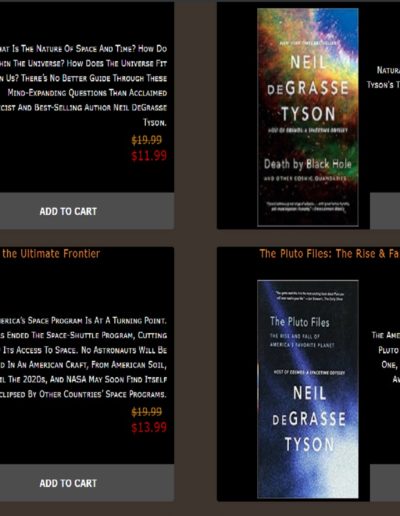 hat Is The Nature Of Space And Time? How Do
thin The Universe? How Does The Universe Fit
n Us? There's No Better Guide Through These
Mind-Expanding Questions Than Acclaimed
icist And Best-Selling Author Neil deGrasse
Tyson.
$19.99
$11.99
ADD TO CART
NEW YORK TIMES BESTSELLER
NEIL
deGRASSE
TYSON
HOST OF COSMOS: A SPACETIME ODYSSEY
Death by Black Hole
AND OTHER COSMIC QUANDARIES
Natura
Tyson's T
the Ultimate Frontier
merica's Space Program Is At A Turning Point.
s Ended The Space-Shuttle Program, Cutting
Its Access To Space. No Astronauts Will Be
d In An American Craft, From American Soil,
il The 2020s, And NASA May Soon Find Itself
clipsed By Other Countries' Space Programs.
$19.99
$13.99
ADD TO CART
The Pluto Files: The Rise & Fa
The Pluto Files
THE RISE AND FALL OF
AMERICA'S FAVORITE PLANET
HOST OF COSMOS: A SPACETIME ODYSSEY
NEIL
deGRASSE
TYSON
The Ame
Pluto
One,
Aw